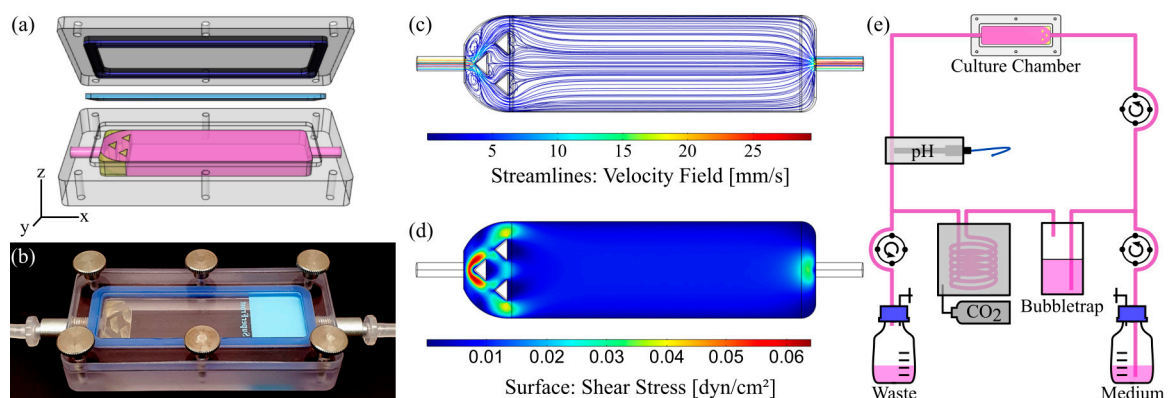 (a)
z
y
x
(b)
(c)
5
10
15
20
25
Streamlines: Velocity Field [mm/s]
(d)
0.01
0.02
0.03
0.04
0.05
0.06
Surface: Shear Stress [dyn/cm²]
(e)
Culture Chamber
pH
CO₂
Bubbletrap
Waste
Medium